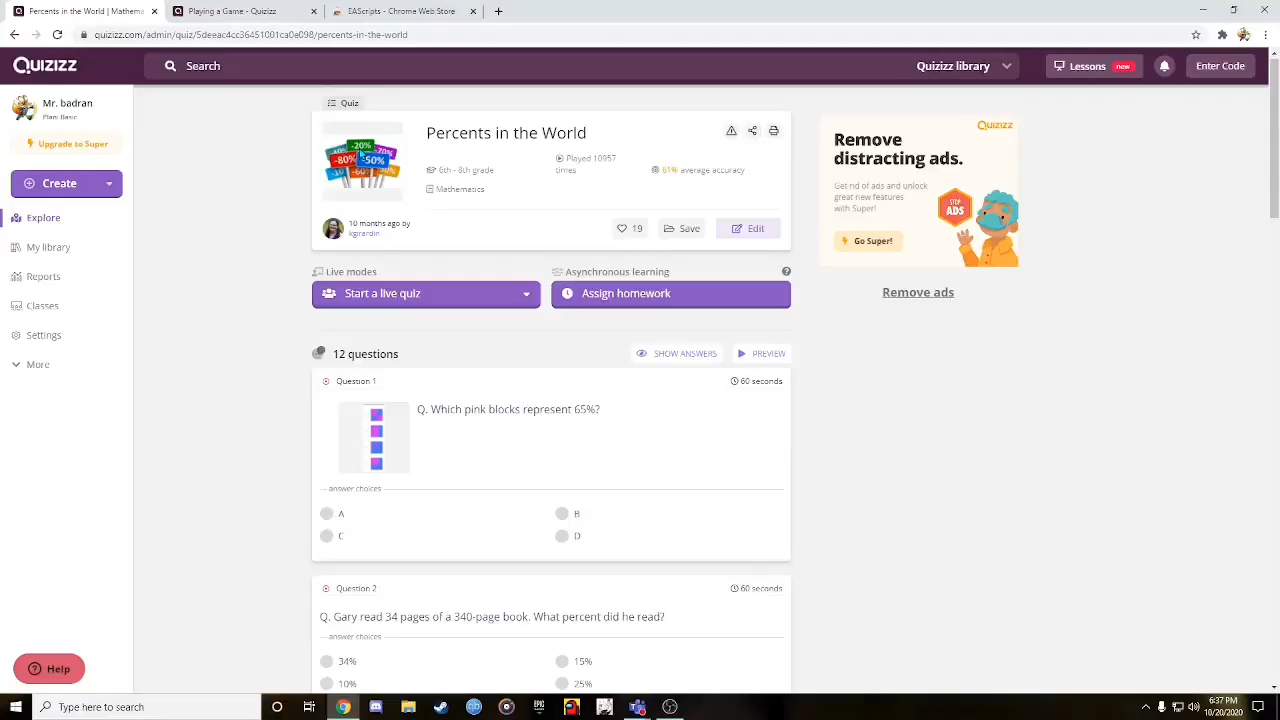 Percents in the World | Mathema
Playing a Game - Quizizz
EAScripts - Chrome Web Store
quizizz.com/admin/quiz/5deac4cc36451001ca0e098/percents-in-the-world
Quizizz
Search
Quizizz library
Lessons new
Enter Code
Mr. badran
Plan: Basic
Upgrade to Super
Create
Explore
My library
Reports
Classes
Settings
More
Help
Quiz
-20%
-80%
-50%
Percents in the World
6th - 8th grade
Played 10957 times
61% average accuracy
Mathematics
10 months ago by
kgirardin
19
Save
Edit
Live modes
Asynchronous learning
Start a live quiz
Assign homework
12 questions
SHOW ANSWERS
PREVIEW
Question 1
60 seconds
Q. Which pink blocks represent 65%?
answer choices
A
B
C
D
Question 2
60 seconds
Q. Gary read 34 pages of a 340-page book. What percent did he read?
answer choices
34%
15%
10%
25%
Quizizz
Remove
distracting ads.
Get rid of ads and unlock
great new features
with Super!
STOP
ADS
Go Super!
Remove ads
Type here to search
6:37 PM
10/20/2020